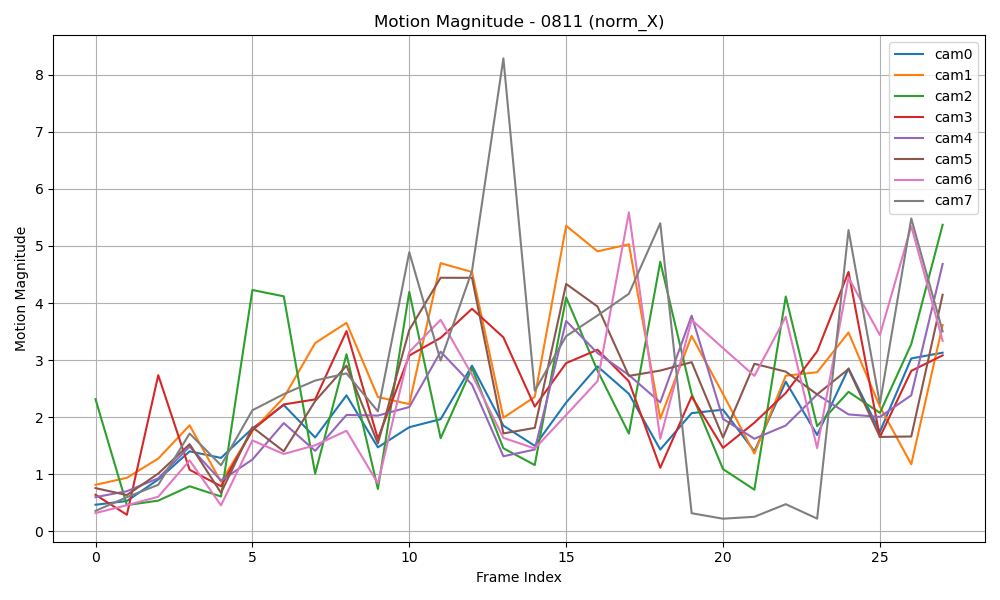 Motion Magnitude - 0811 (norm_X)
cam0
cam1
cam2
cam3
cam4
cam5
cam6
cam7
Motion Magnitude
8
7
6
5
4
3
2
1
0
0 5 10 15 20 25
Frame Index